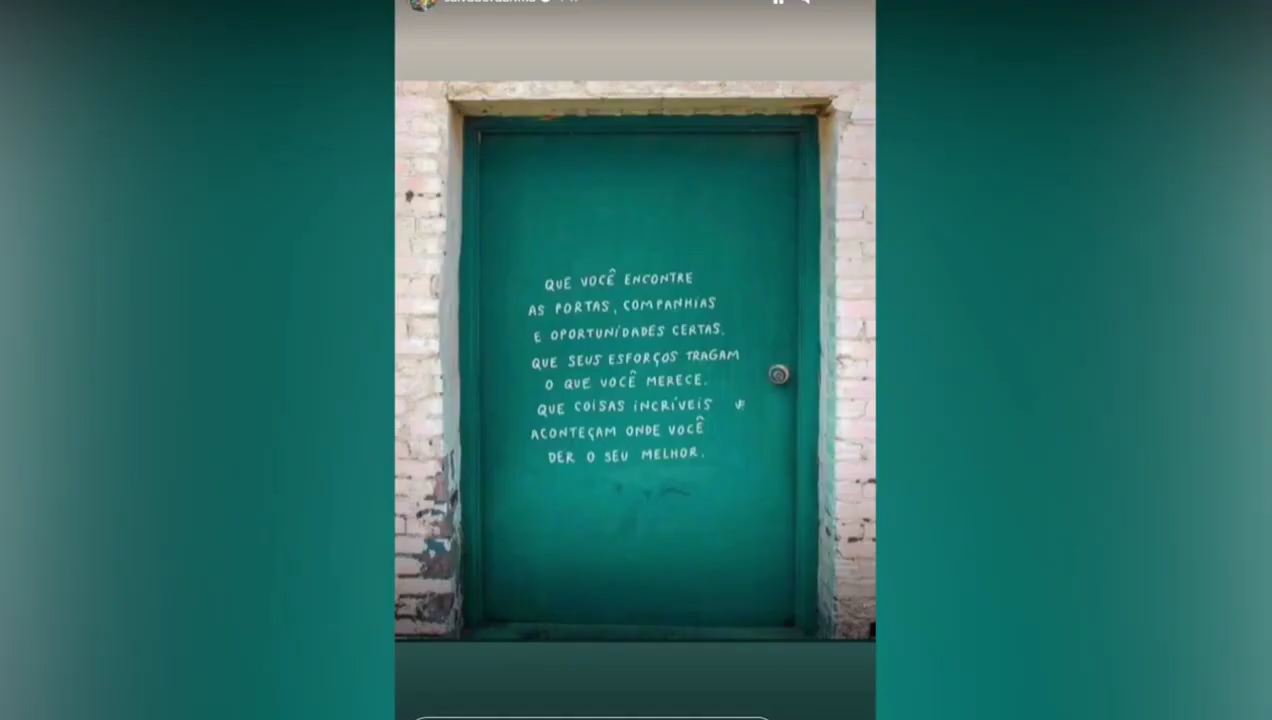 QUE VOCÊ ENCONTRE
AS PORTAS, COMPANHIAS
E OPORTUNIDADES CERTAS.
QUE SEUS ESFORÇOS TRAGAM
O QUE VOCÊ MERECE.
QUE COISAS INCRÍVEIS
ACONTEÇAM ONDE VOCÊ
DER O SEU MELHOR.